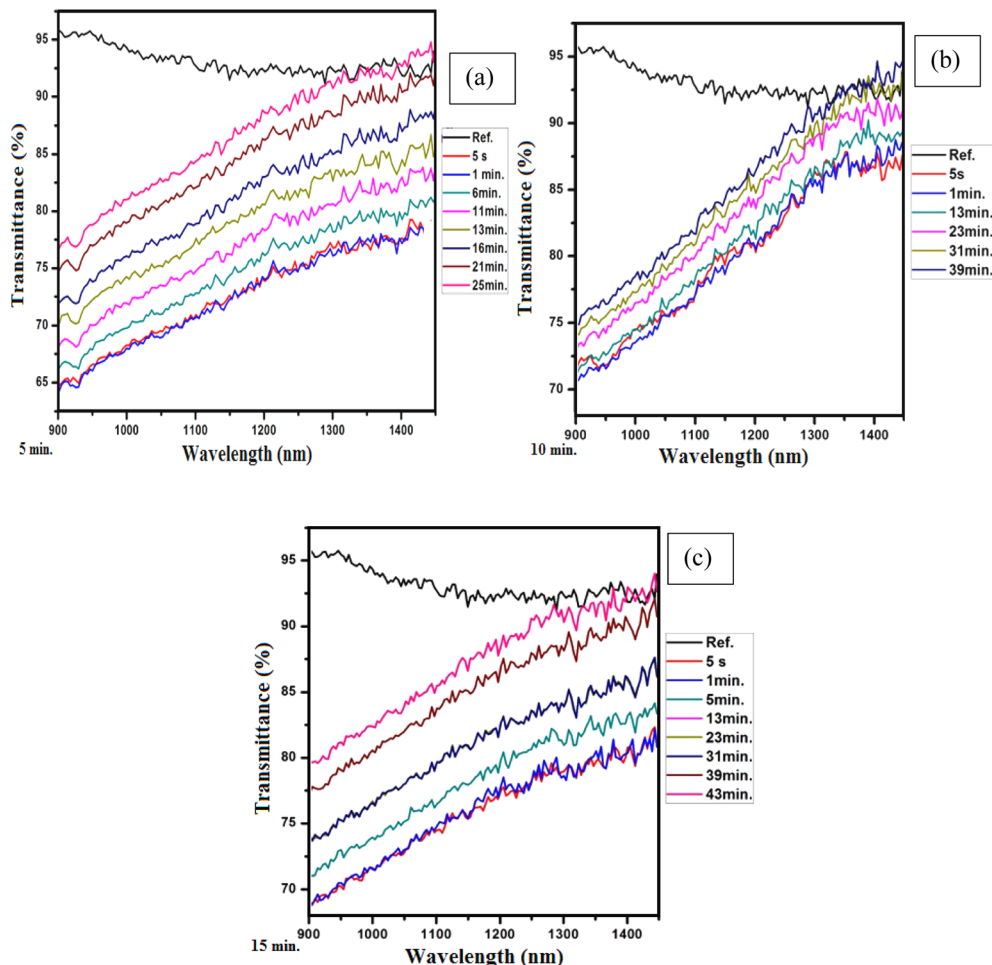 (a)
95
90
85
80
75
70
65
Transmittance (%)
900 1000 1100 1200 1300 1400
Wavelength (nm)
5 min.
Ref.
5 s
1 min.
6min.
11min.
13min.
16min.
21min.
25min.
(b)
95
90
85
80
75
70
Transmittance (%)
900 1000 1100 1200 1300 1400
Wavelength (nm)
10 min.
Ref.
5s
1min.
13min.
23min.
31min.
39min.
(c)
95
90
85
80
75
70
Transmittance (%)
900 1000 1100 1200 1300 1400
Wavelength (nm)
15 min.
Ref.
5 s
1min.
5min.
13min.
23min.
31min.
39min.
43min.